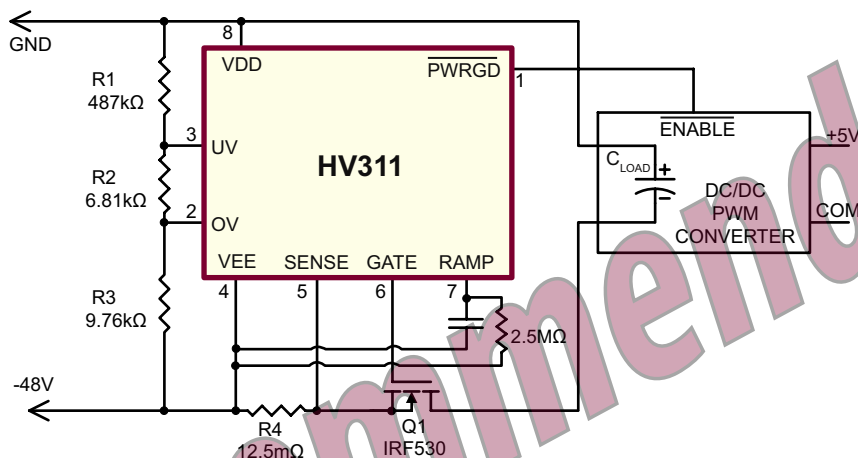 GND
8
VDD
PWRGD
1
R1
487kΩ
3
UV
HV311
ENABLE
+5V
CLOAD
+
−
DC/DC
PWM
CONVERTER
COM
R2
6.81kΩ
2
OV
VEE
SENSE
GATE
RAMP
4
5
6
7
R3
9.76kΩ
2.5MΩ
-48V
R4
12.5mΩ
Q1
IRF530
ommend